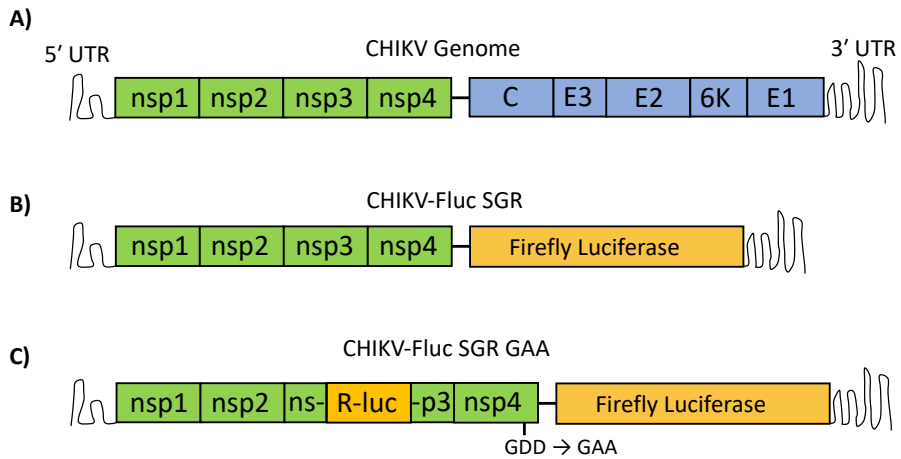 A)
CHIKV Genome
5′ UTR
3′ UTR
nsp1 nsp2 nsp3 nsp4 C E3 E2 6K E1
B)
CHIKV-Fluc SGR
nsp1 nsp2 nsp3 nsp4 Firefly Luciferase
C)
CHIKV-Fluc SGR GAA
nsp1 nsp2 ns- R-luc -p3 nsp4 Firefly Luciferase
GDD → GAA